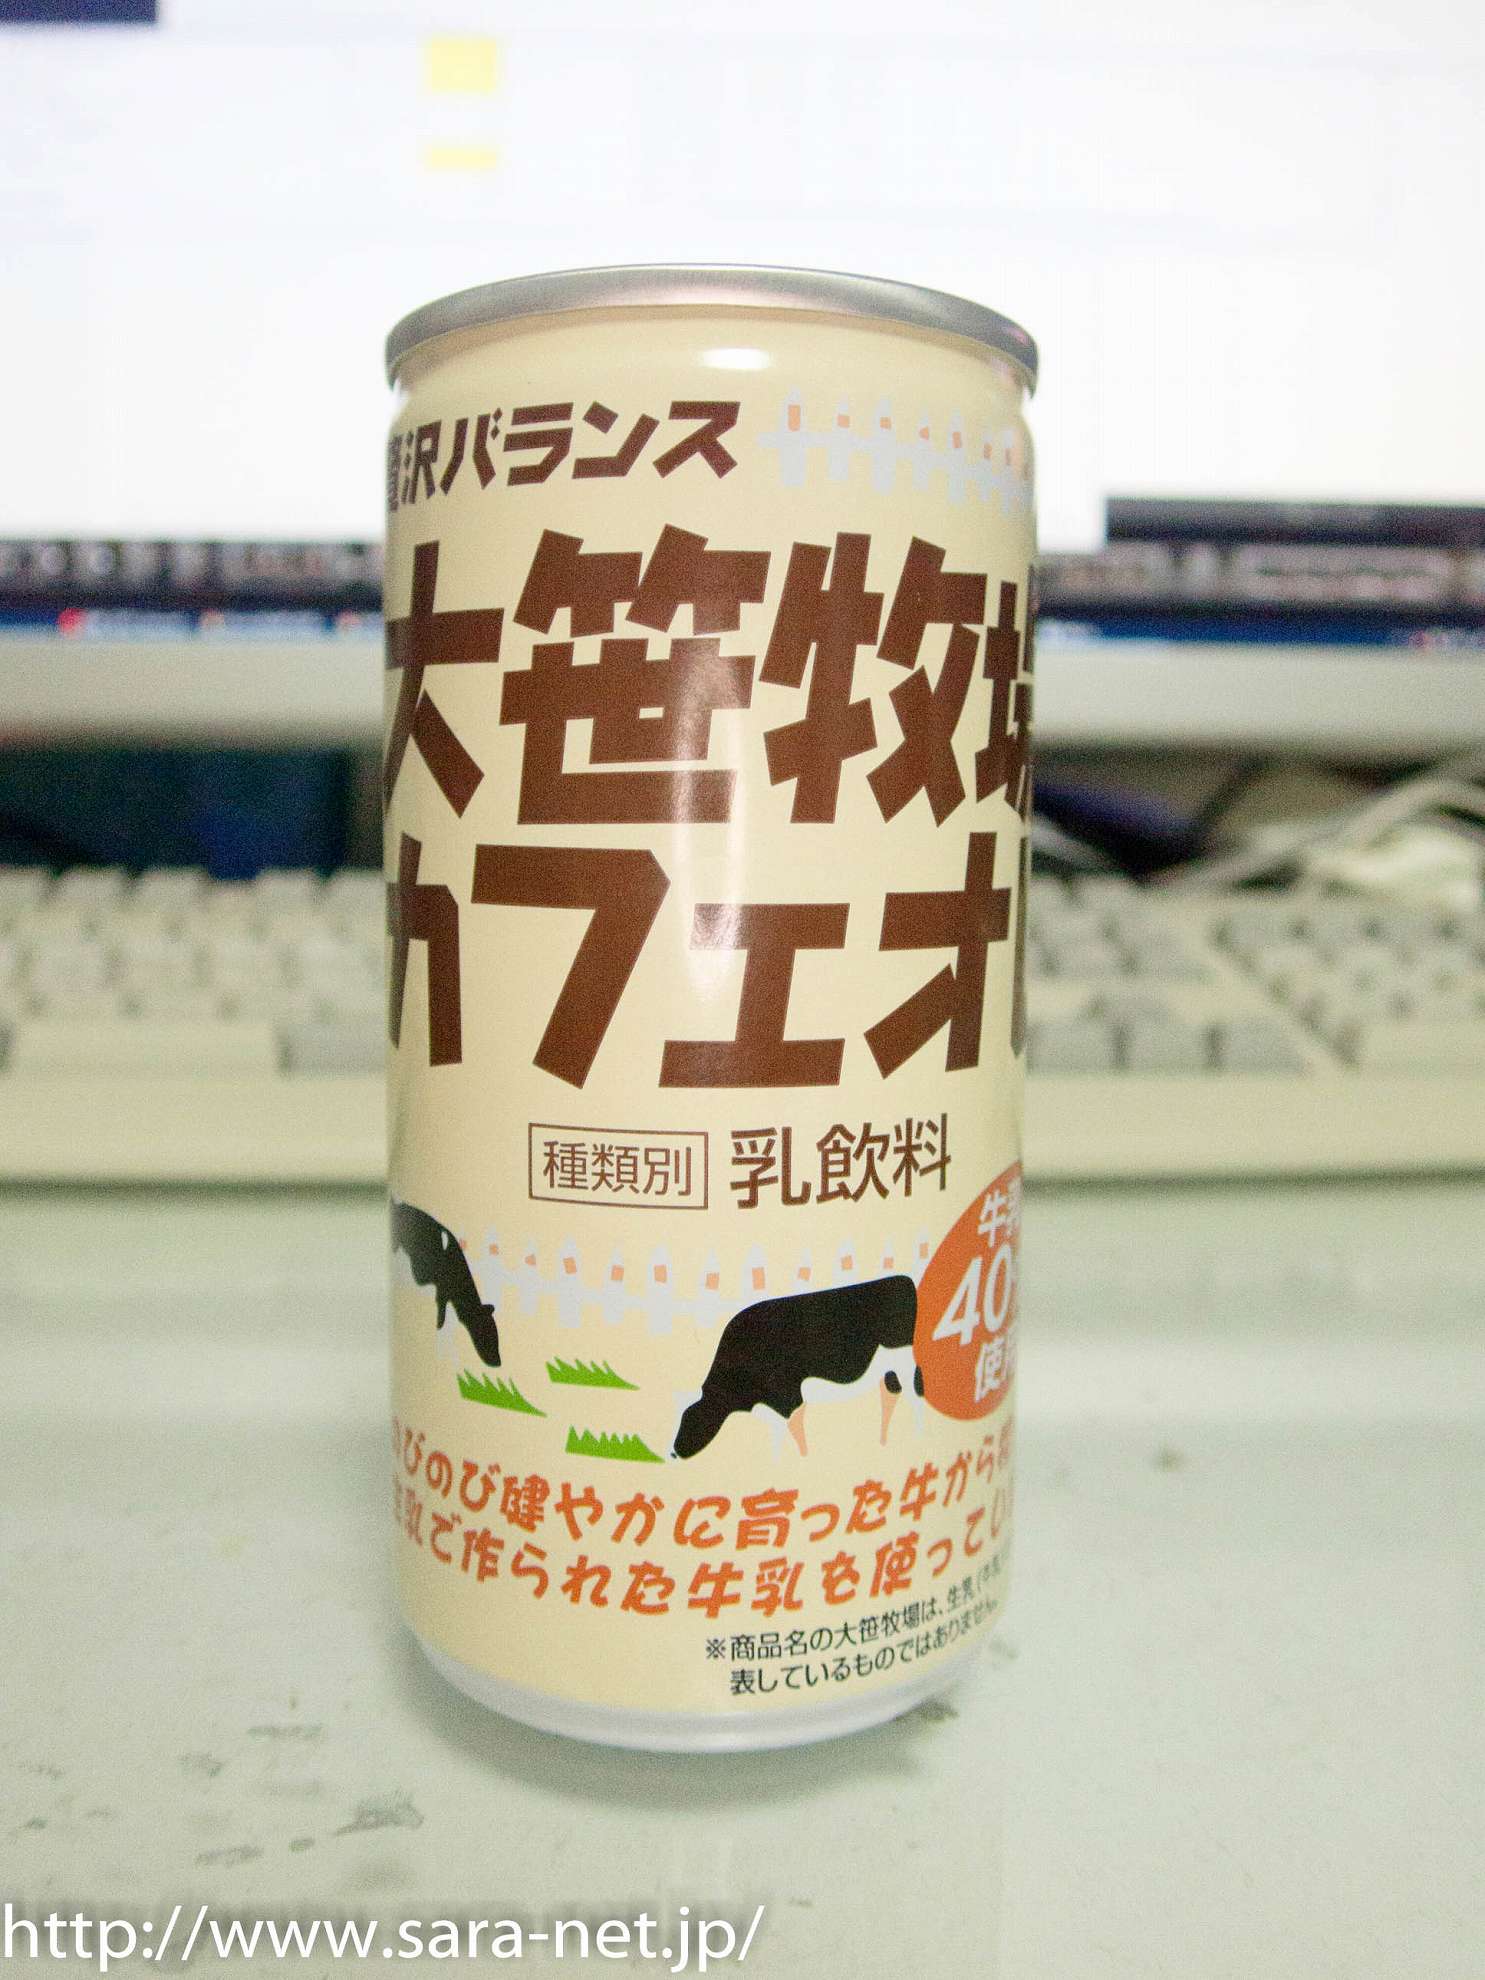 贅沢バランス
大笹牧場
カフェオレ
種類別 乳飲料
牛乳
40%
使用
のびのび健やかに育った牛から
生乳で作られた牛乳を使ってい
※商品名の大笹牧場は、生乳(牛乳)
表しているものではありません。
http://www.sara-net.jp/